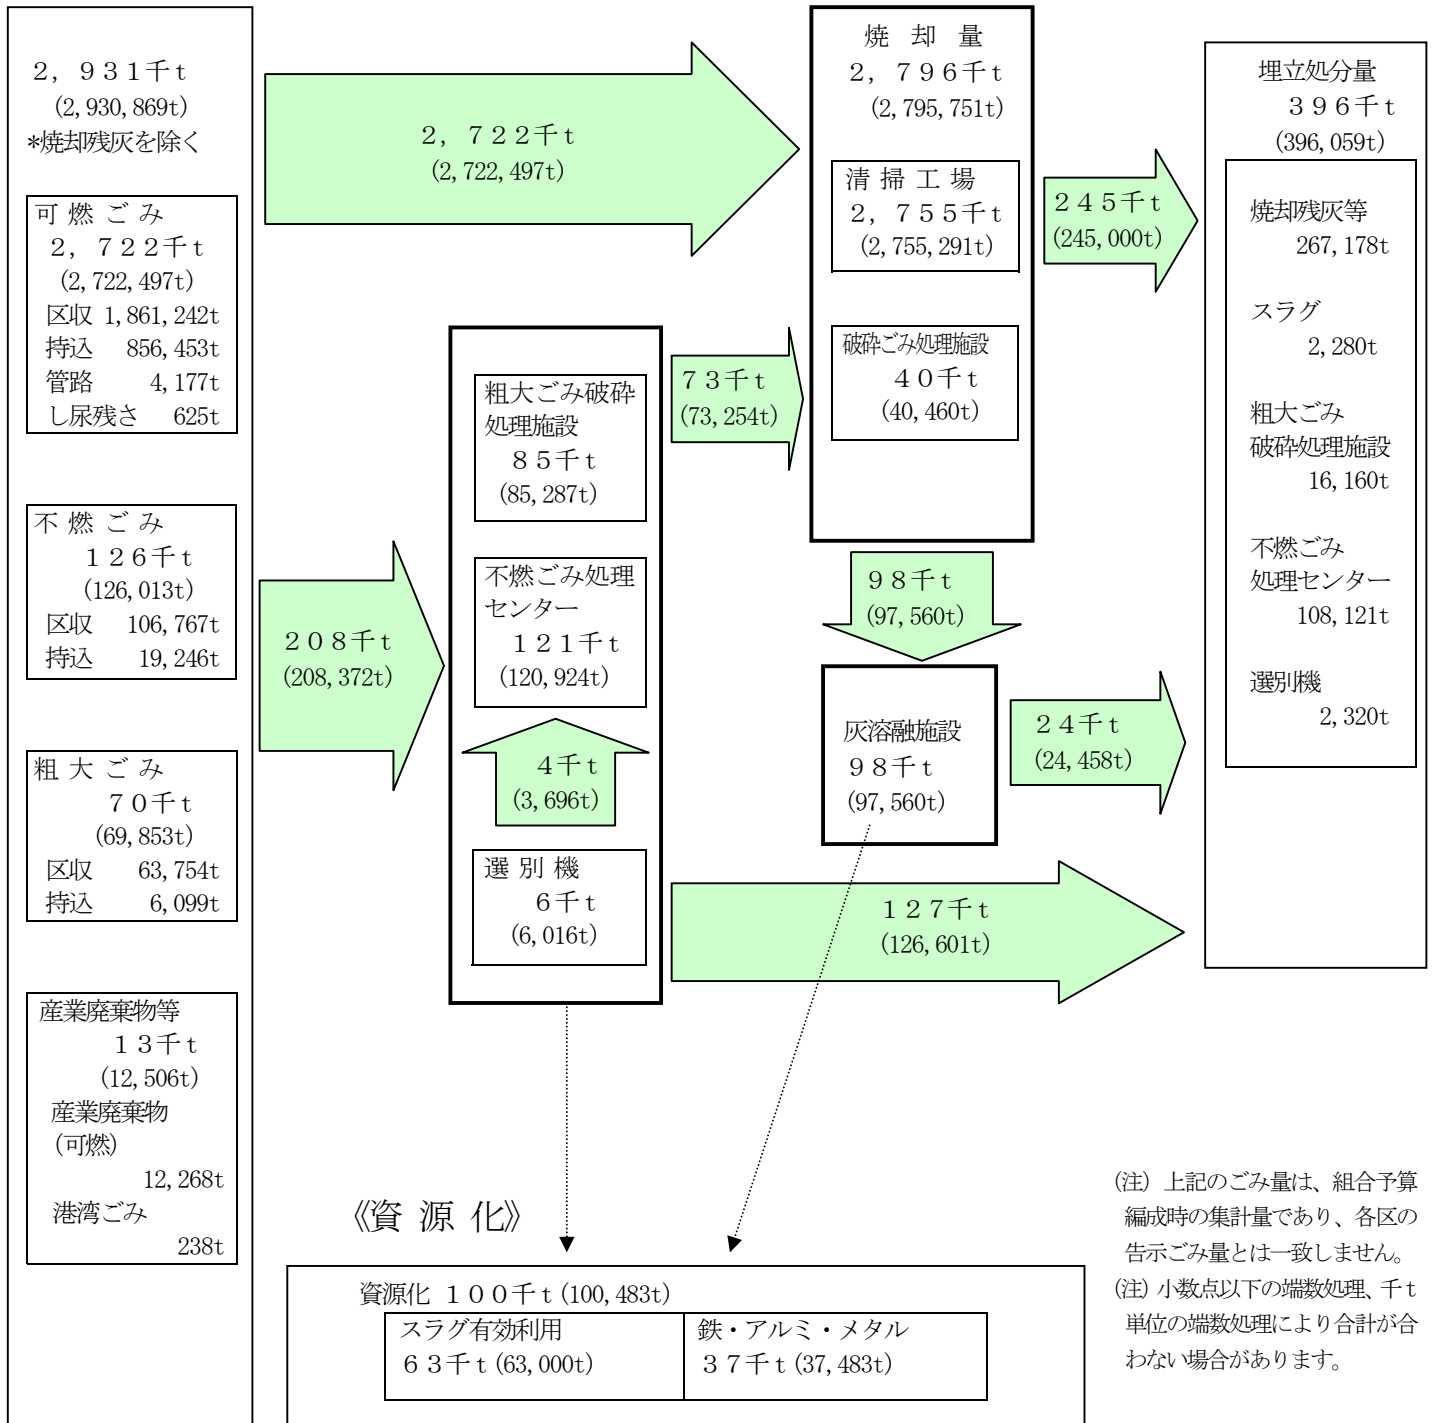 ２，９３１千ｔ
(2,930,869t)
*焼却残灰を除く
可 燃 ご み
２，７２２千ｔ
(2,722,497t)
区収 1,861,242t
持込 856,453t
管路 4,177t
し尿残さ 625t
不 燃 ご み
１２６千ｔ
(126,013t)
区収 106,767t
持込 19,246t
粗 大 ご み
７０千ｔ
(69,853t)
区収 63,754t
持込 6,099t
産業廃棄物等
１３千ｔ
(12,506t)
産業廃棄物
（可燃）
12,268t
港湾ごみ
238t
２，７２２千ｔ
(2,722,497t)
２０８千ｔ
(208,372t)
粗大ごみ破砕
処理施設
８５千ｔ
(85,287t)
不燃ごみ処理
センター
１２１千ｔ
(120,924t)
４千ｔ
(3,696t)
選 別 機
６千ｔ
(6,016t)
７３千ｔ
(73,254t)
焼 却 量
２，７９６千ｔ
(2,795,751t)
清 掃 工 場
２，７５５千ｔ
(2,755,291t)
破砕ごみ処理施設
４０千ｔ
(40,460t)
９８千ｔ
(97,560t)
灰溶融施設
９８千ｔ
(97,560t)
２４５千ｔ
(245,000t)
２４千ｔ
(24,458t)
１２７千ｔ
(126,601t)
埋立処分量
３９６千ｔ
(396,059t)
焼却残灰等
267,178t
スラグ
2,280t
粗大ごみ
破砕処理施設
16,160t
不燃ごみ
処理センター
108,121t
選別機
2,320t
《資 源 化》
資源化 １００千ｔ(100,483t)
スラグ有効利用
６３千ｔ(63,000t)
鉄・アルミ・メタル
３７千ｔ(37,483t)
（注）上記のごみ量は、組合予算
編成時の集計量であり、各区の
告示ごみ量とは一致しません。
（注）小数点以下の端数処理、千ｔ
単位の端数処理により合計が合
わない場合があります。